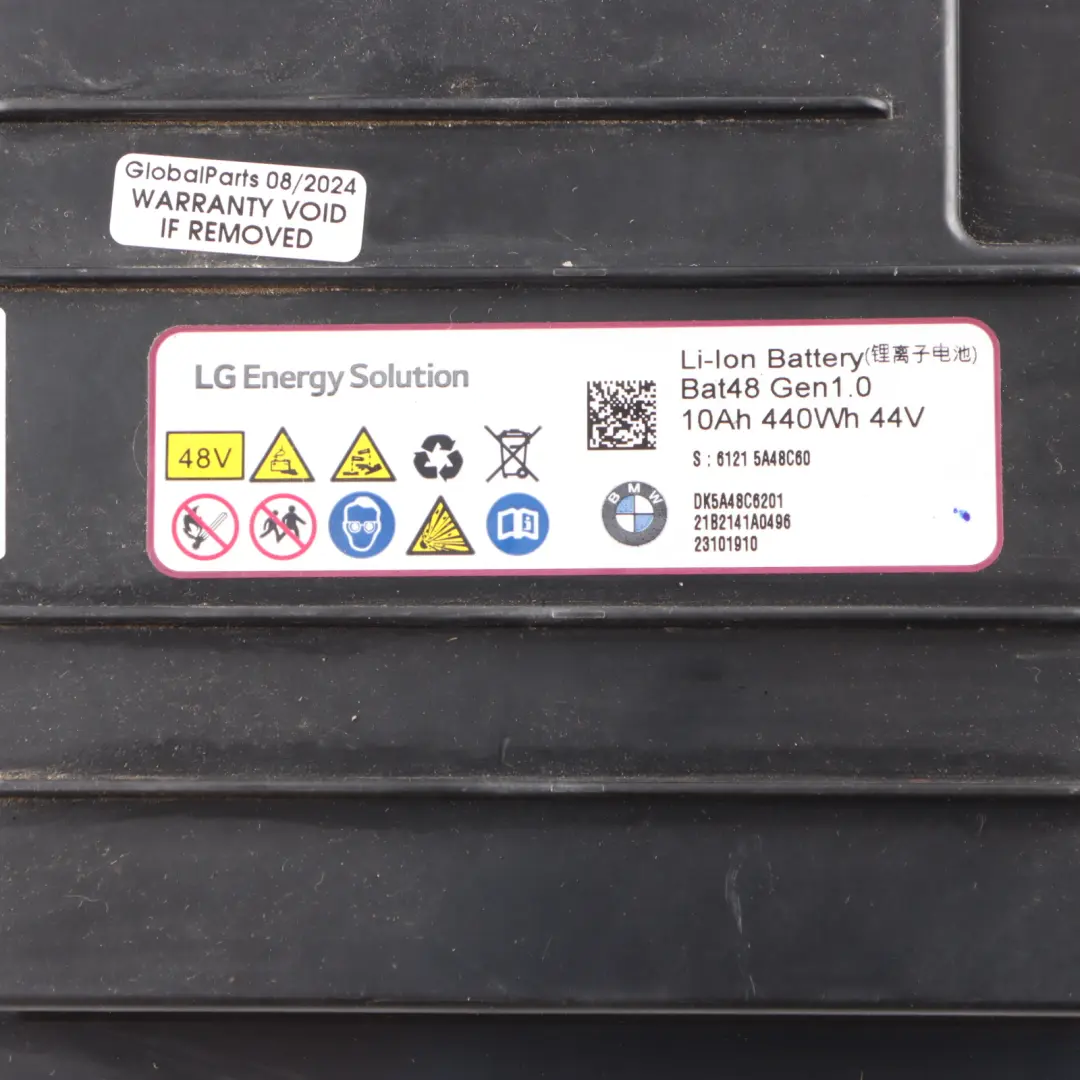 GlobalParts 08/2024
WARRANTY VOID
IF REMOVED
LG Energy Solution
48V
Li-Ion Battery(锂离子电池)
Bat48 Gen1.0
10Ah 440Wh 44V
S : 6121 5A48C60
BMW
DK5A48C6201
21B2141A0496
23101910